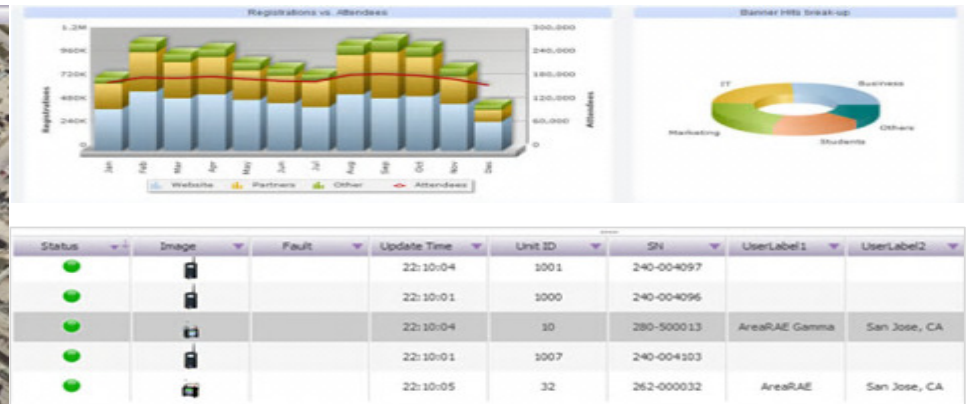 Registrations vs. Attendees
1.2M
960K
720K
480K
240K
0
Registrations
300,000
240,000
180,000
120,000
60,000
0
Attendees
Jan Feb Mar Apr May Jun Jul Aug Sep Oct Nov Des
Website Partners Other Attendees
Banner Hits break-up
IT
Business
Marketing
Others
Students
Status Image Fault Update Time Unit ID SN UserLabel1 UserLabel2
22:10:04 1001 240-004097
22:10:01 1000 240-004096
22:10:04 10 280-500013 AreaRAE Gamma San Jose, CA
22:10:01 1007 240-004103
22:10:05 32 262-000032 AreaRAE San Jose, CA